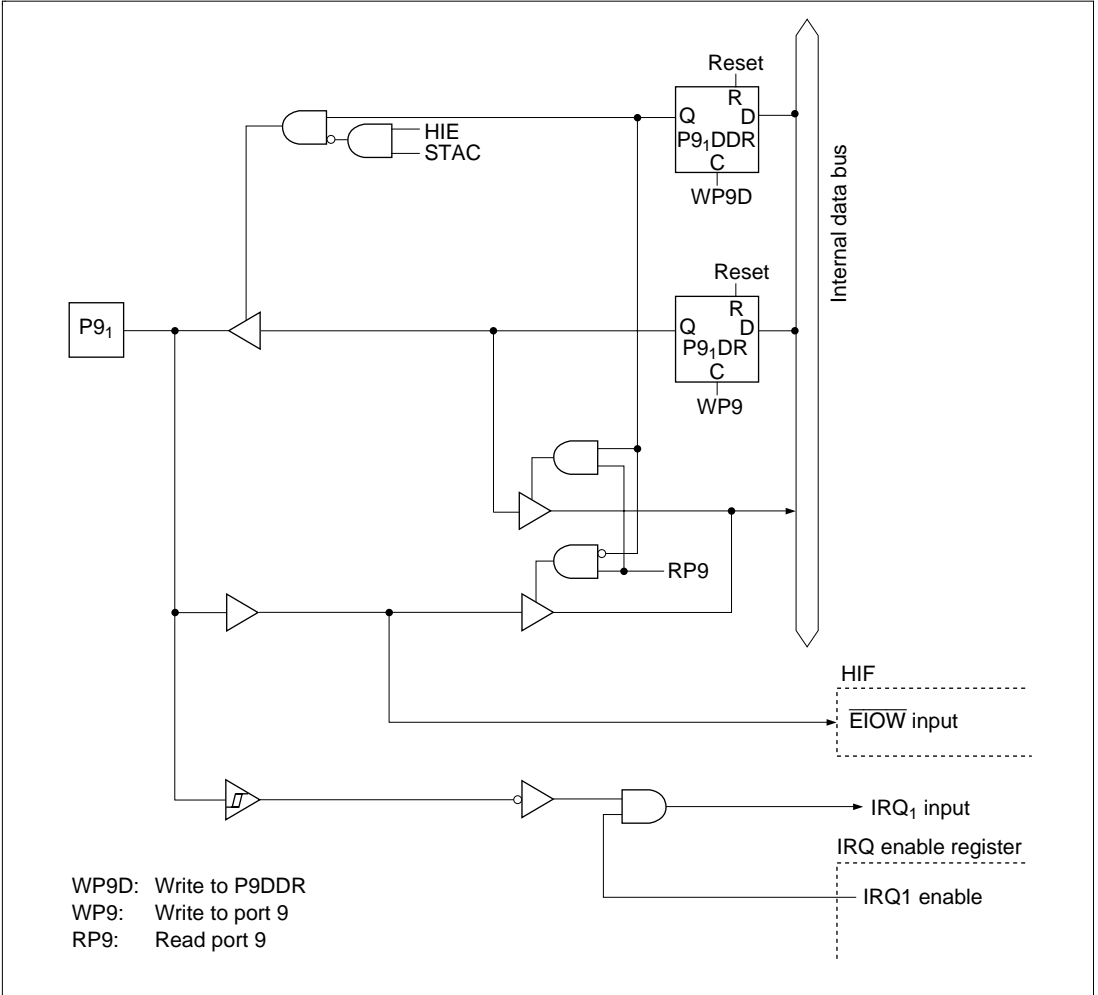 Reset
R
Q D
P9₁DDR
C
WP9D
HIE
STAC
Internal data bus
Reset
R
Q D
P9₁DR
C
WP9
P9₁
RP9
HIF
E̅I̅O̅W̅ input
IRQ₁ input
IRQ enable register
IRQ1 enable
WP9D: Write to P9DDR
WP9: Write to port 9
RP9: Read port 9